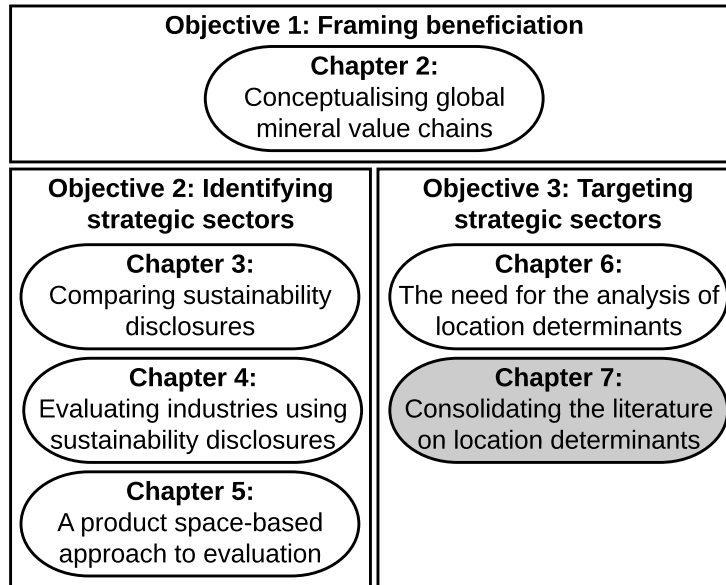 Objective 1: Framing beneficiation
Chapter 2:
Conceptualising global
mineral value chains
Objective 2: Identifying
strategic sectors
Chapter 3:
Comparing sustainability
disclosures
Chapter 4:
Evaluating industries using
sustainability disclosures
Chapter 5:
A product space-based
approach to evaluation
Objective 3: Targeting
strategic sectors
Chapter 6:
The need for the analysis of
location determinants
Chapter 7:
Consolidating the literature
on location determinants